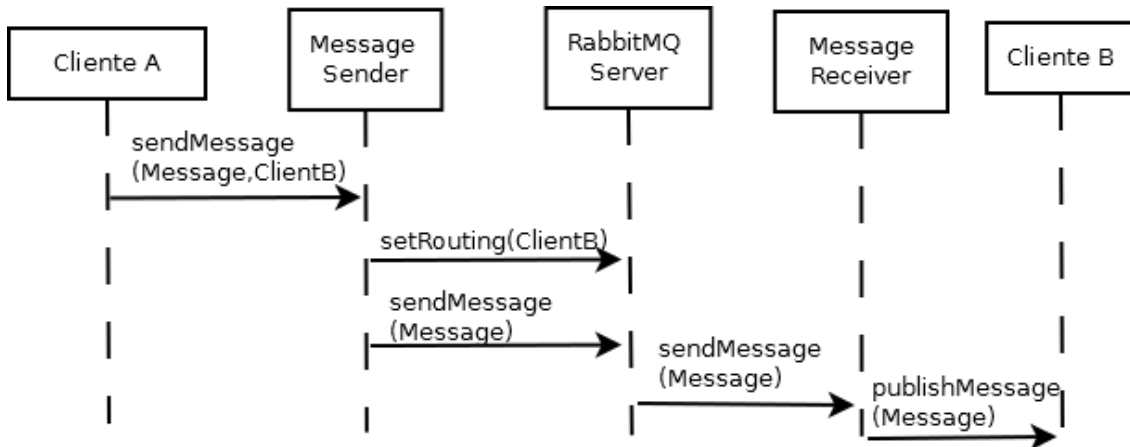 Cliente A
Message
Sender
RabbitMQ
Server
Message
Receiver
Cliente B
sendMessage
(Message,ClientB)
setRouting(ClientB)
sendMessage
(Message)
sendMessage
(Message)
publishMessage
(Message)